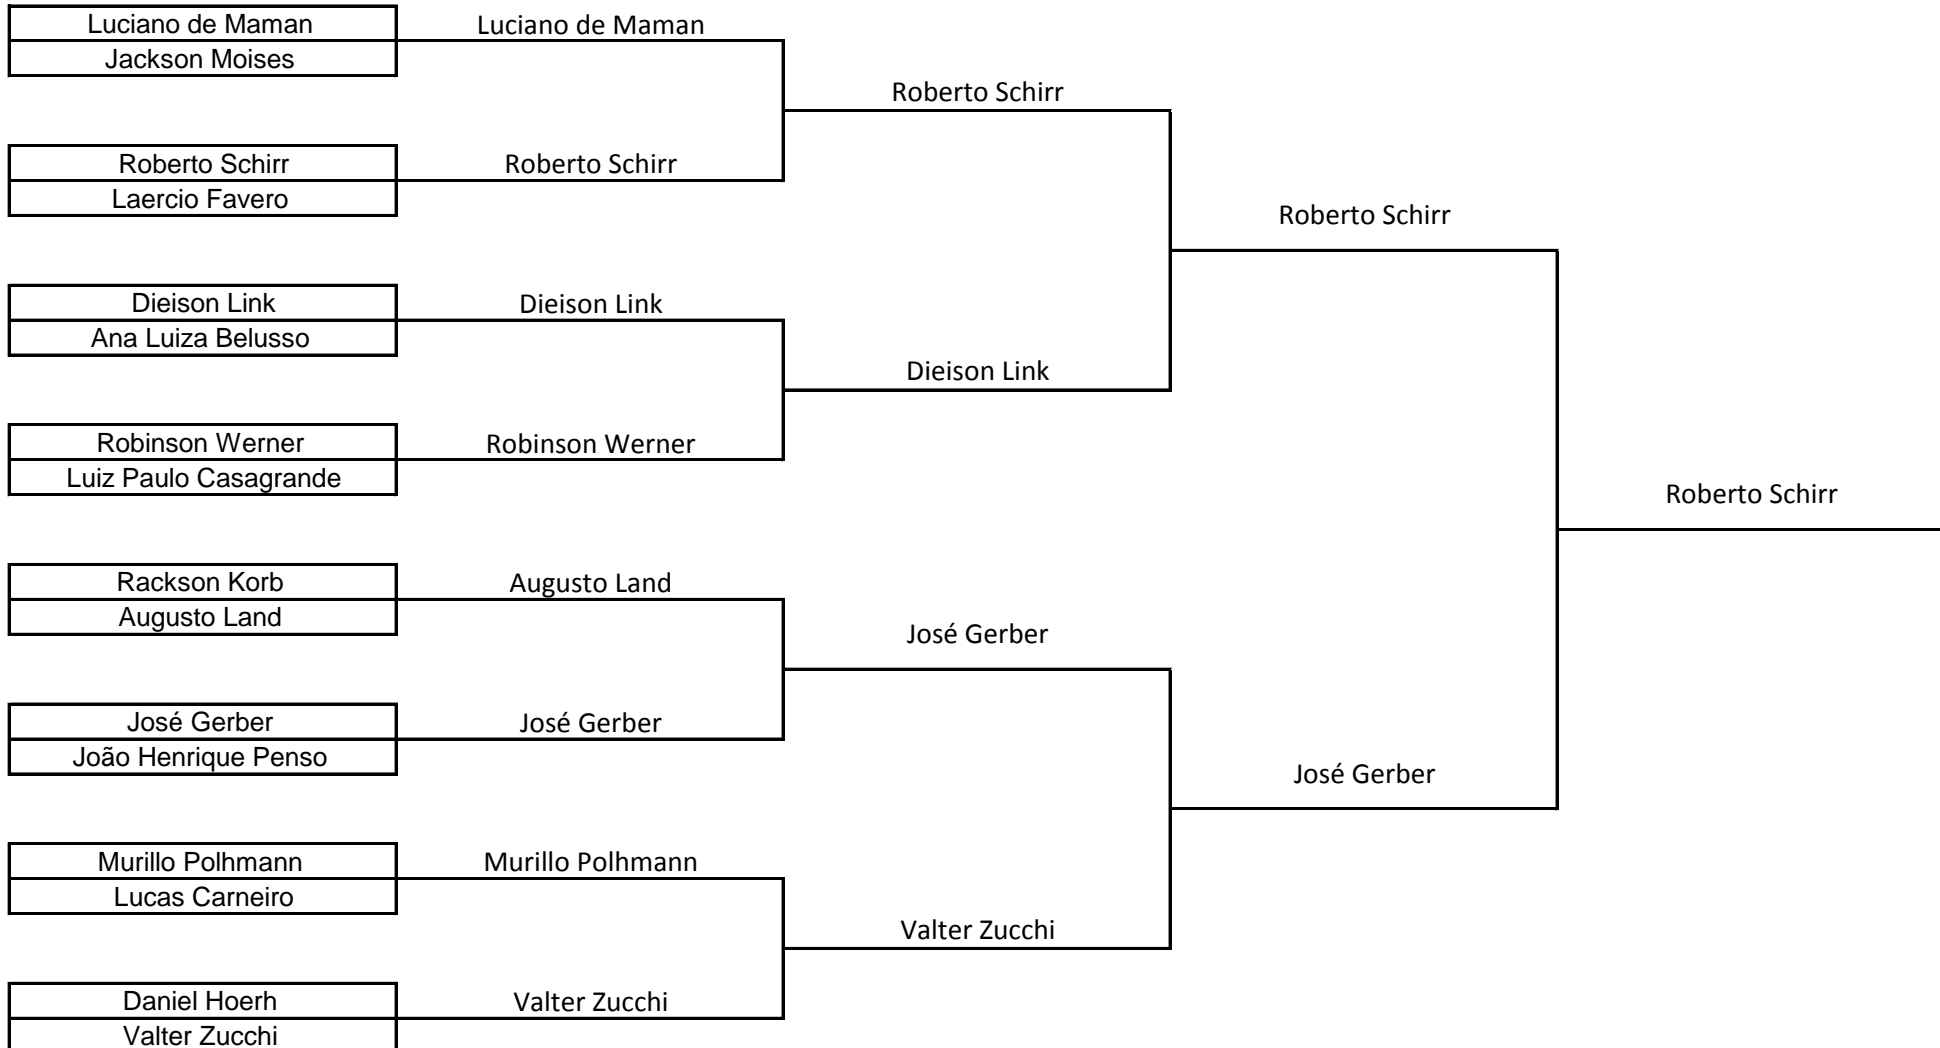 Luciano de Maman
Luciano de Maman
Jackson Moises
Roberto Schirr
Roberto Schirr
Roberto Schirr
Laercio Favero
Roberto Schirr
Dieison Link
Dieison Link
Ana Luiza Belusso
Dieison Link
Robinson Werner
Robinson Werner
Luiz Paulo Casagrande
Roberto Schirr
Rackson Korb
Augusto Land
Augusto Land
José Gerber
José Gerber
José Gerber
João Henrique Penso
José Gerber
Murillo Polhmann
Murillo Polhmann
Lucas Carneiro
Valter Zucchi
Daniel Hoerh
Valter Zucchi
Valter Zucchi